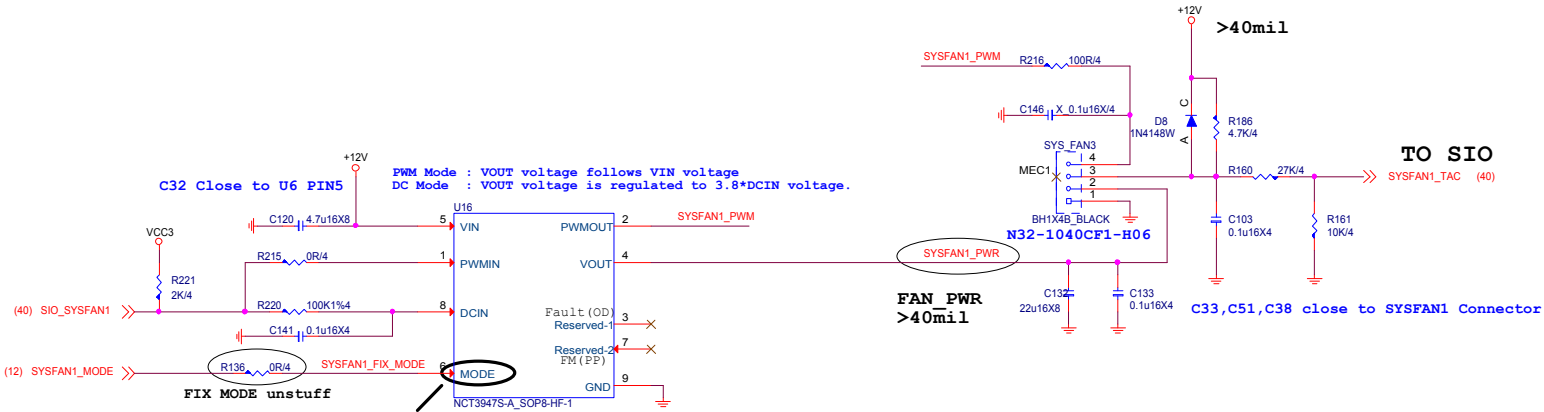 +12V
>40mil
SYSFAN1_PWM
R216
100R/4
C146
X_0.1u16X/4
C
D8
1N4148W
A
R186
4.7K/4
SYS_FAN3
MEC1
4
3
2
1
BH1X4B_BLACK
N32-1040CF1-H06
TO SIO
R160
27K/4
SYSFAN1_TAC (40)
C103
0.1u16X4
R161
10K/4
C33,C51,C38 close to SYSFAN1 Connector
+12V
PWM Mode : VOUT voltage follows VIN voltage
DC Mode : VOUT voltage is regulated to 3.8*DCIN voltage.
C32 Close to U6 PIN5
U16
C120
4.7u16X8
5
VIN
PWMOUT
2
SYSFAN1_PWM
VCC3
R215
0R/4
1
PWMIN
VOUT
4
SYSFAN1_PWR
R221
2K/4
FAN_PWR
>40mil
C132
22u16X8
C133
0.1u16X4
(40) SIO_SYSFAN1
R220
100K1%4
8
DCIN
Fault(OD)
Reserved-1
3
C141
0.1u16X4
Reserved-2
7
FM(PP)
(12) SYSFAN1_MODE
R136
0R/4
SYSFAN1_FIX_MODE
6
MODE
FIX MODE unstuff
GND
9
NCT3947S-A_SOP8-HF-1